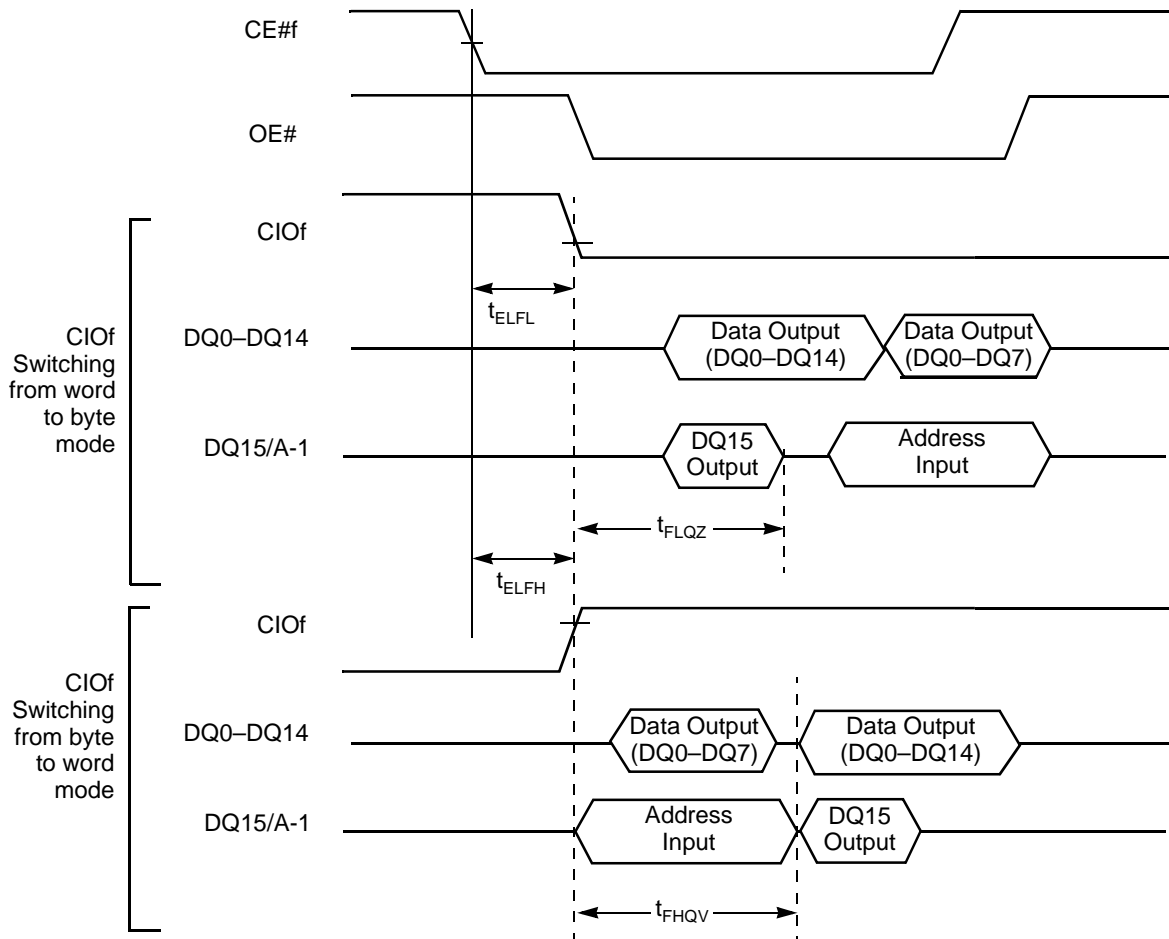 CE#f
OE#
CIOf
Switching
from word
to byte
mode
CIOf
tELFL
DQ0–DQ14
Data Output
(DQ0–DQ14)
Data Output
(DQ0–DQ7)
DQ15/A-1
DQ15
Output
Address
Input
tFLQZ
tELFH
CIOf
Switching
from byte
to word
mode
CIOf
DQ0–DQ14
Data Output
(DQ0–DQ7)
Data Output
(DQ0–DQ14)
DQ15/A-1
Address
Input
DQ15
Output
tFHQV